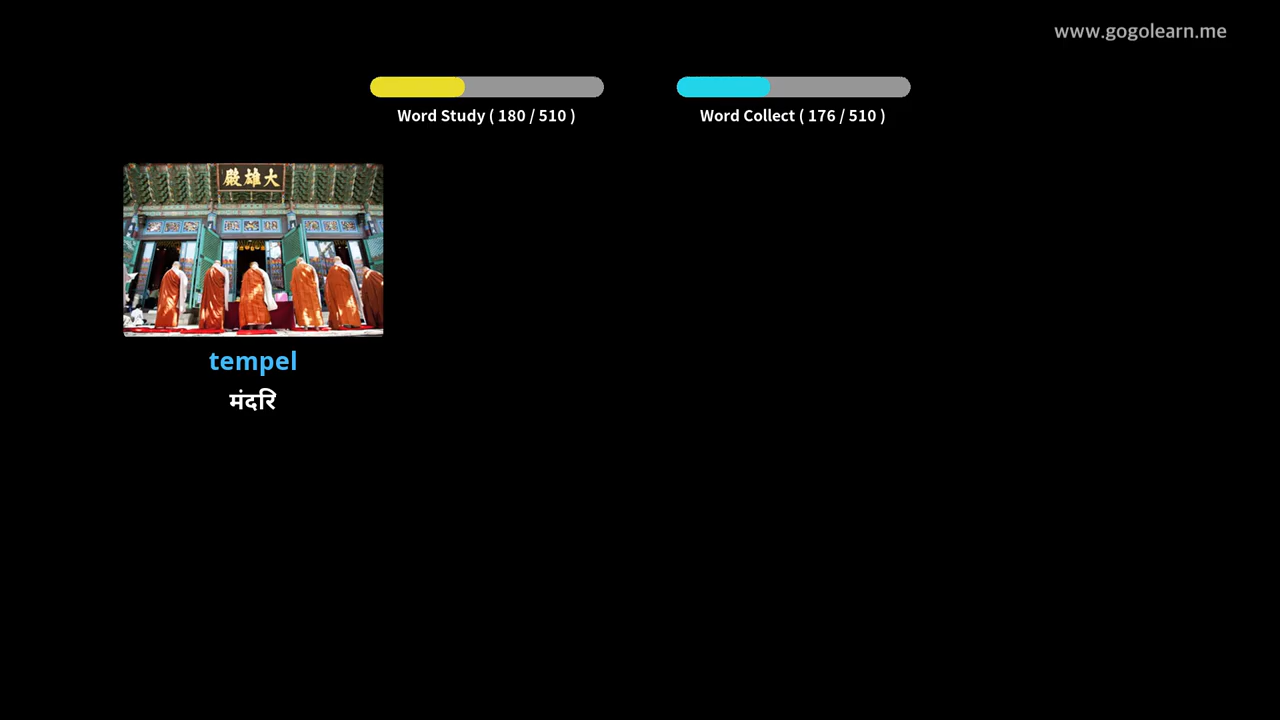 www.gogolearn.me
Word Study ( 180 / 510 )
Word Collect ( 176 / 510 )
殿雄大
tempel
मंदरि